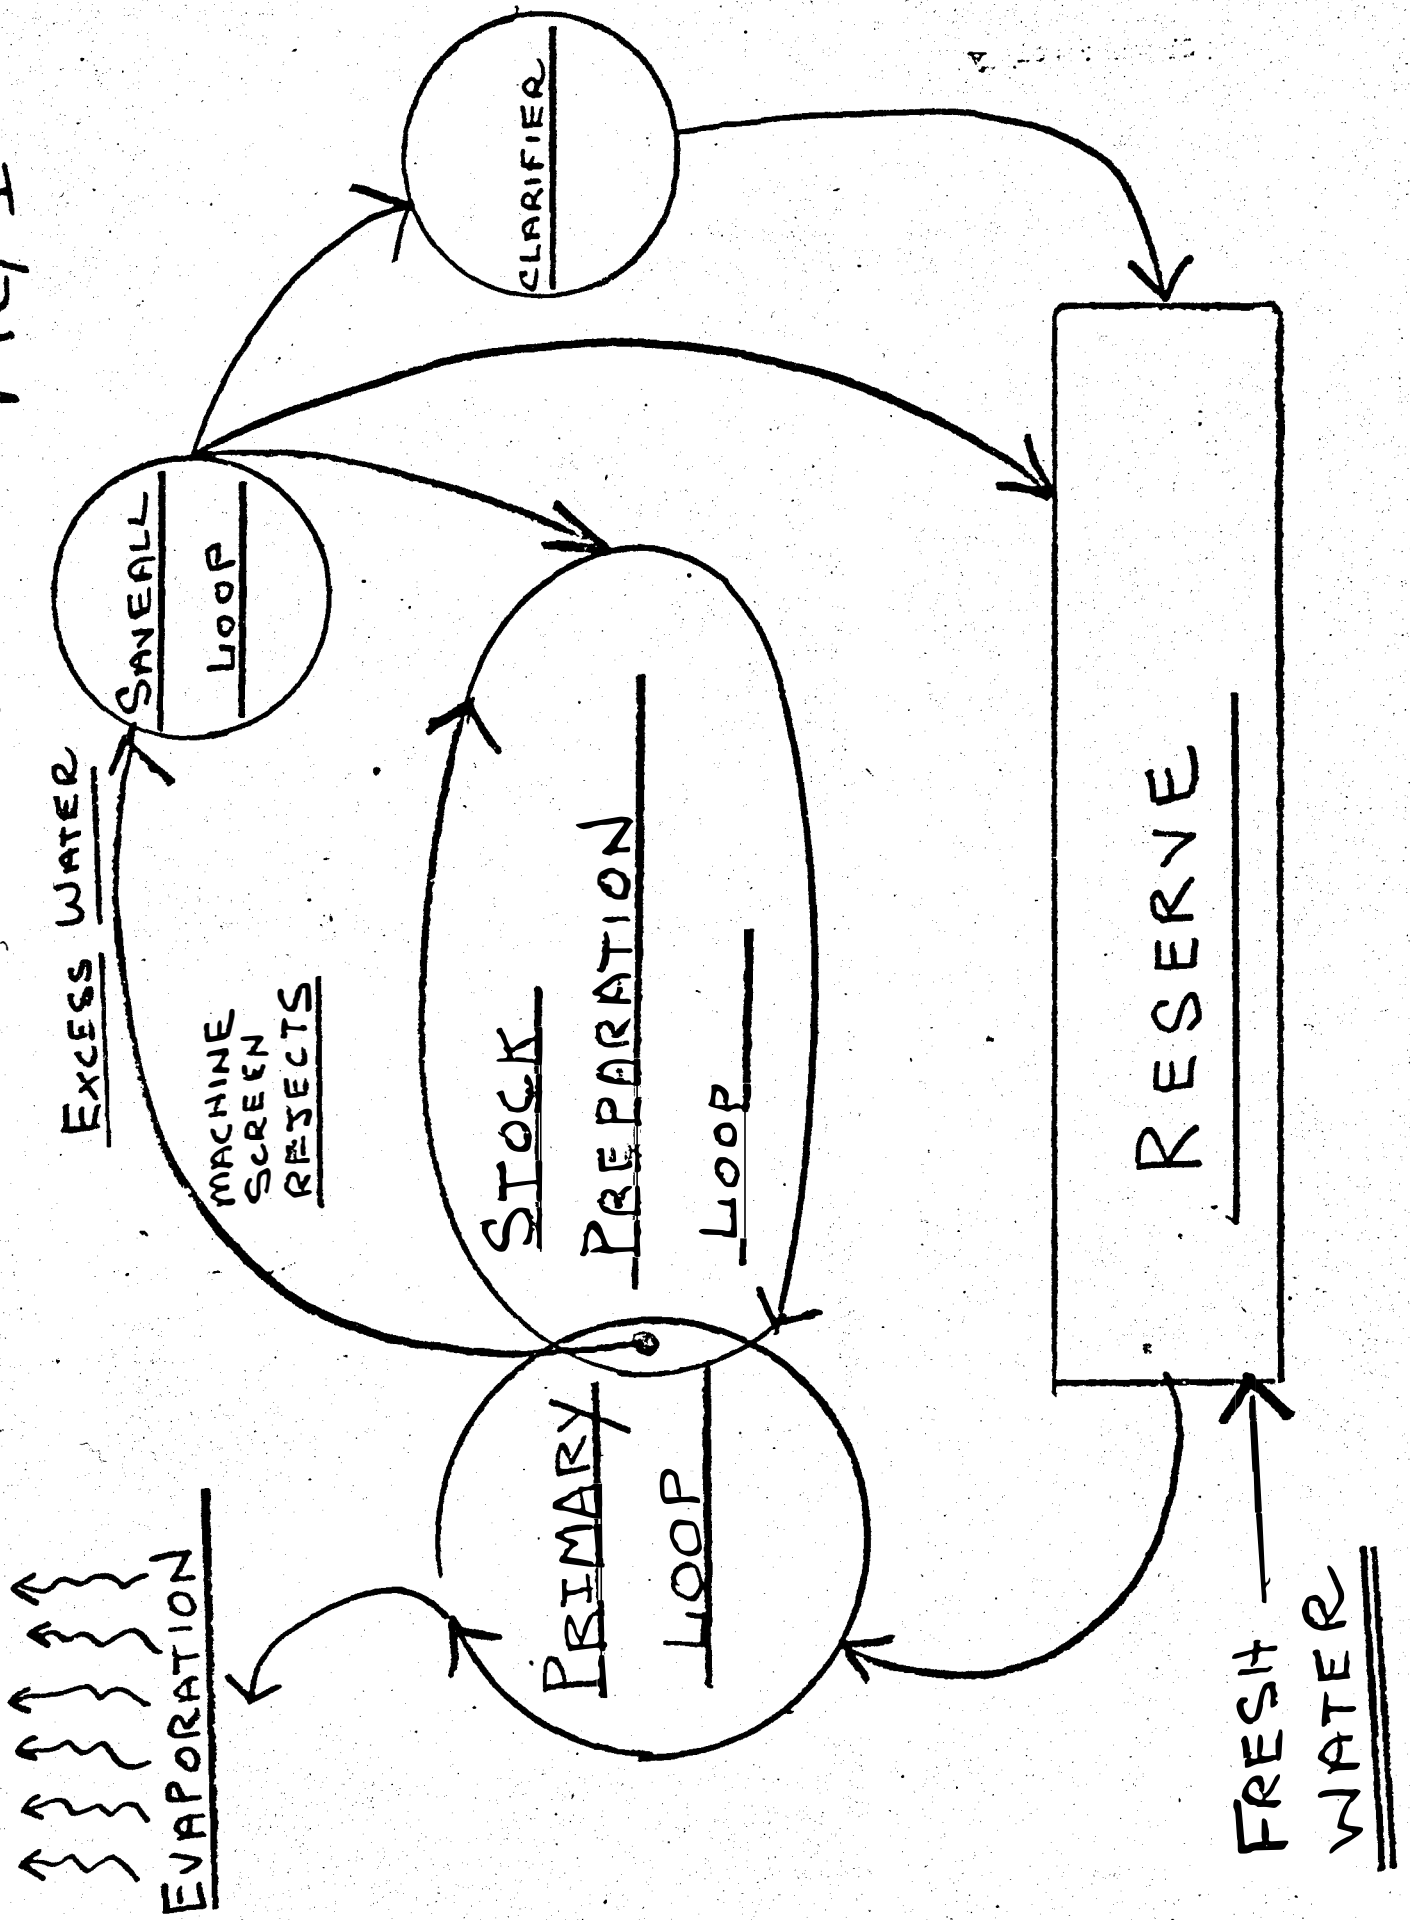 EXCESS WATER
SAVEALL
LOOP
EVAPORATION
MACHINE
SCREEN
REJECTS
CLARIFIER
STOCK
PREPARATION
LOOP
PRIMARY
LOOP
RESERVE
FRESH
WATER